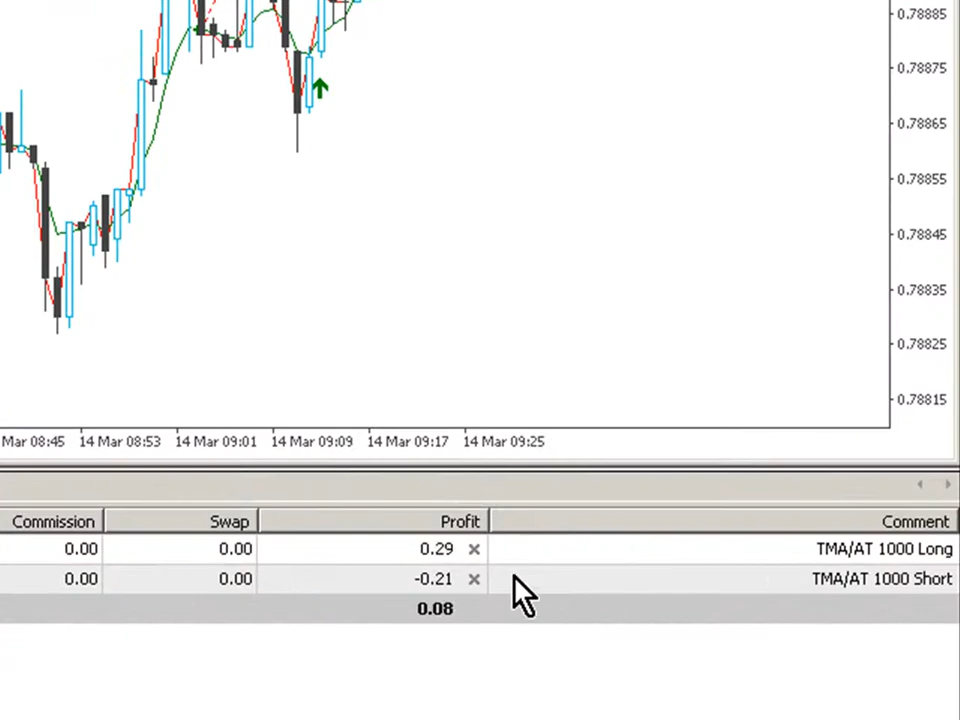 0.78885
0.78875
0.78865
0.78855
0.78845
0.78835
0.78825
0.78815
Mar 08:45 14 Mar 08:53 14 Mar 09:01 14 Mar 09:09 14 Mar 09:17 14 Mar 09:25
Commission Swap Profit Comment
0.00 0.00 0.29 TMA/AT 1000 Long
0.00 0.00 -0.21 TMA/AT 1000 Short
0.08